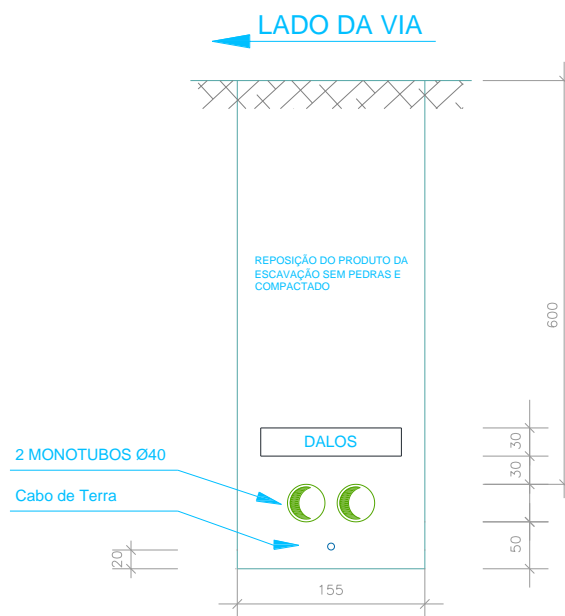 LADO DA VIA
REPOSIÇÃO DO PRODUTO DA
ESCAVAÇÃO SEM PEDRAS E
COMPACTADO
600
DALOS
30
30
2 MONOTUBOS Ø40
Cabo de Terra
50
20
155